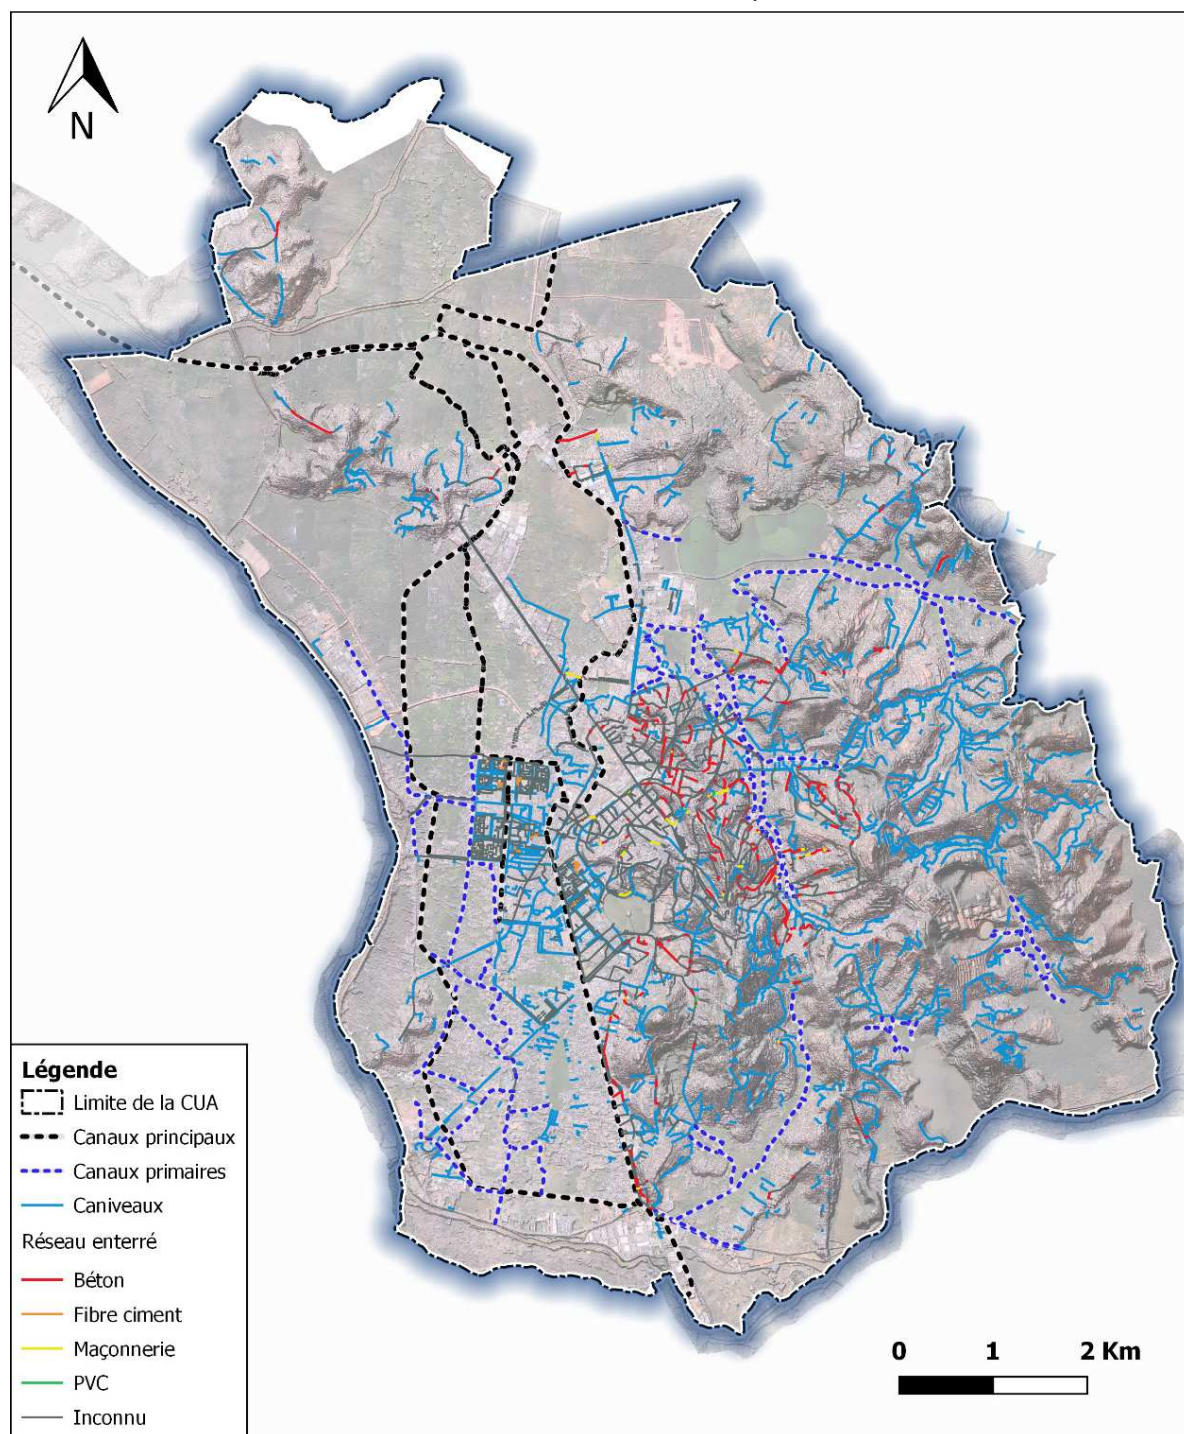 N
Légende
Limite de la CUA
Canaux principaux
Canaux primaires
Caniveaux
Réseau enterré
Béton
Fibre ciment
Maçonnerie
PVC
Inconnu
0 1 2 Km